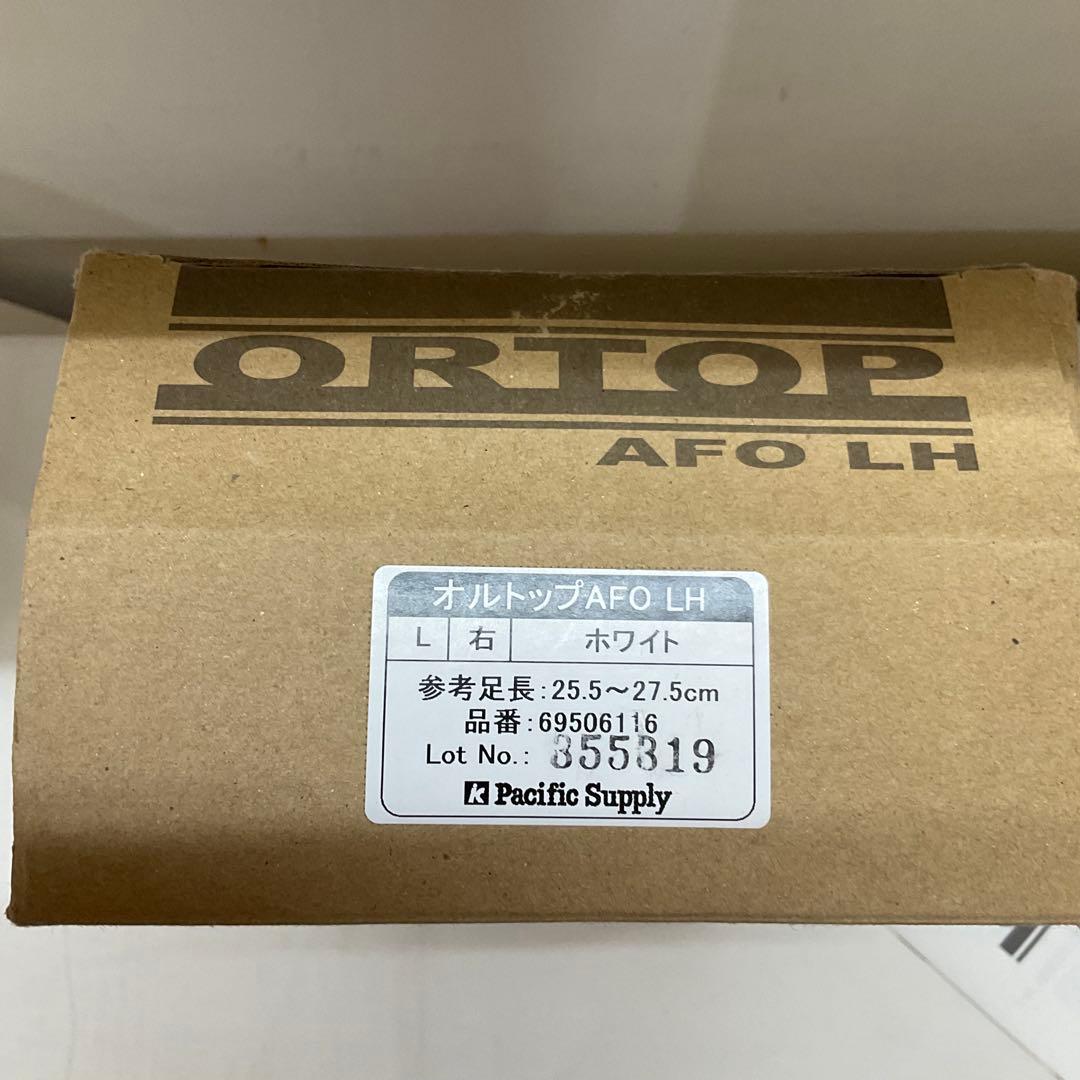 ORTOP
AFO LH
オルトップAFO LH
L 右 ホワイト
参考足長:25.5～27.5cm
品番:69506116
Lot No.: 355319
K Pacific Supply